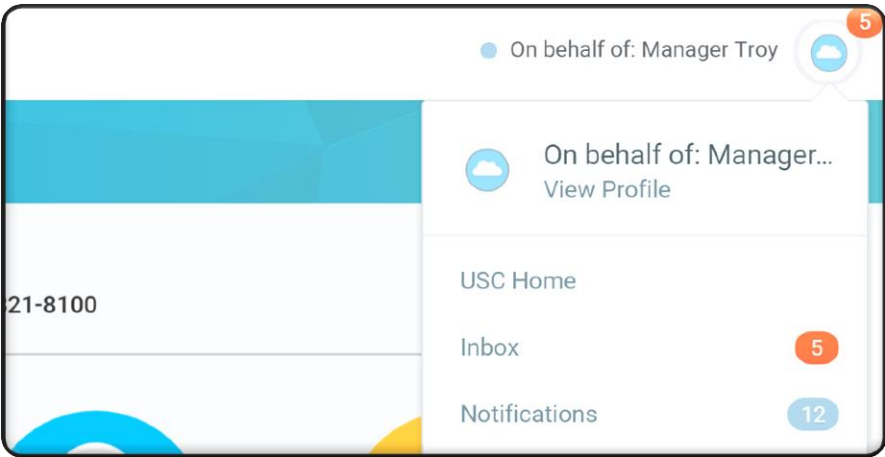 5
On behalf of: Manager Troy
On behalf of: Manager...
View Profile
USC Home
321-8100
Inbox 5
Notifications 12